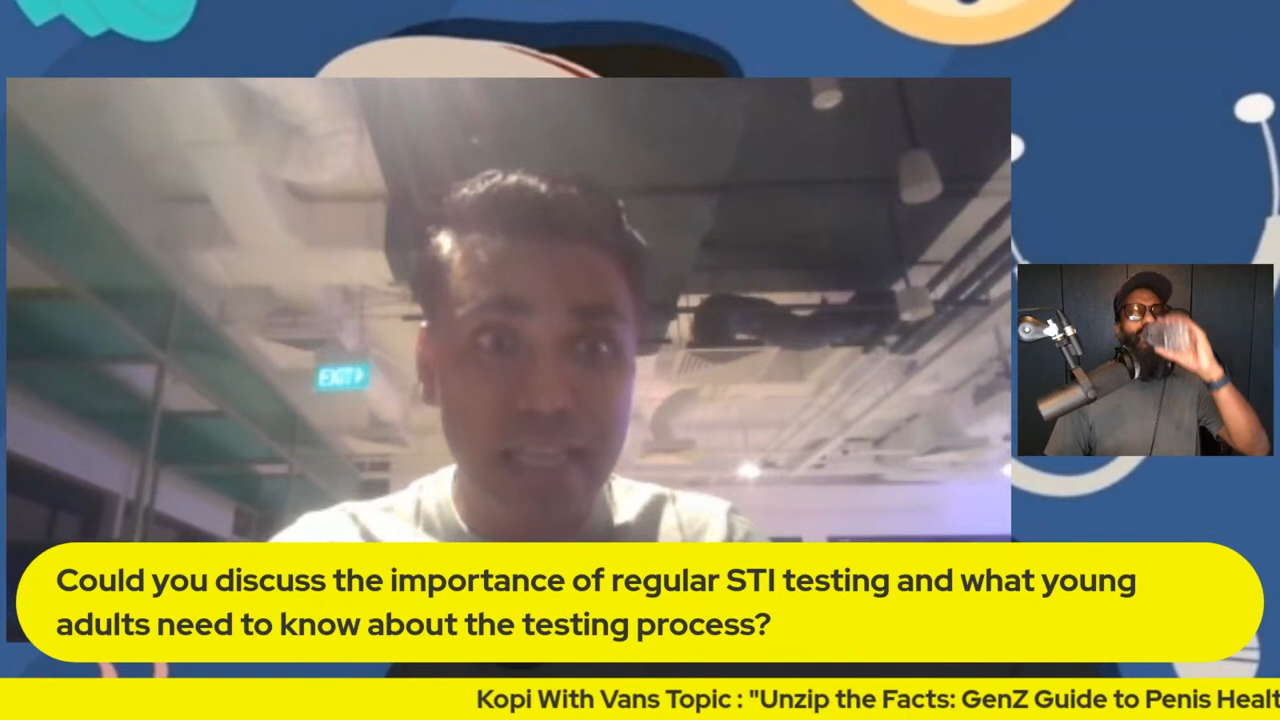 EXIT
Could you discuss the importance of regular STI testing and what young
adults need to know about the testing process?
Kopi With Vans Topic : "Unzip the Facts: GenZ Guide to Penis Healt